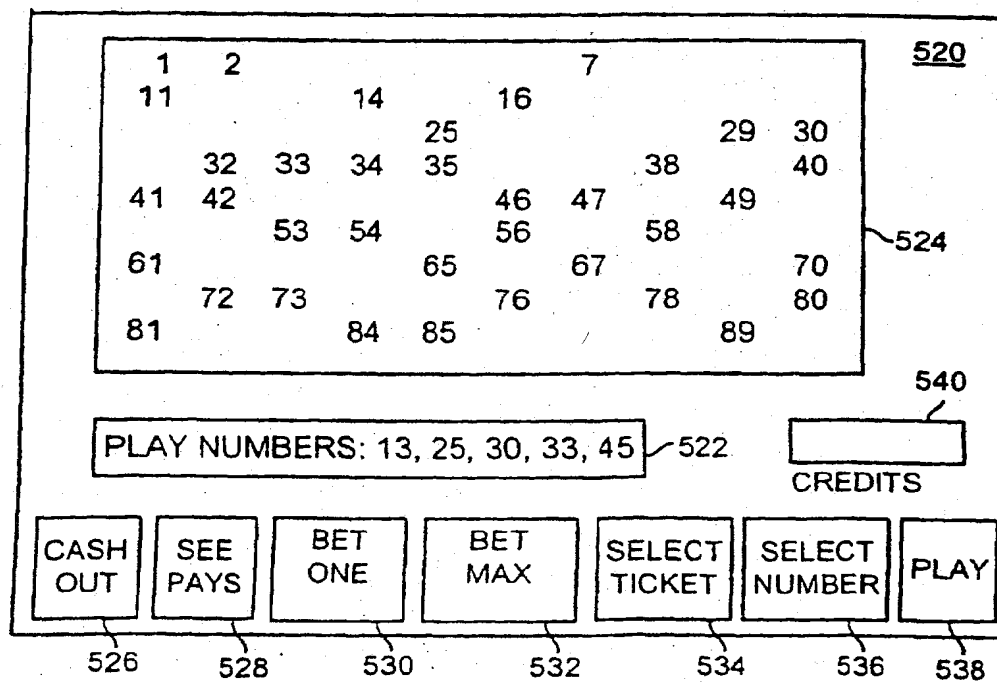 520
1 2 7
11 14 16
25 29 30
32 33 34 35 38 40
41 42 46 47 49
53 54 56 58
524
61 65 67 70
72 73 76 78 80
81 84 85 89
540
PLAY NUMBERS: 13, 25, 30, 33, 45
522
CREDITS
CASH
OUT
SEE
PAYS
BET
ONE
BET
MAX
SELECT
TICKET
SELECT
NUMBER
PLAY
526 528 530 532 534 536 538